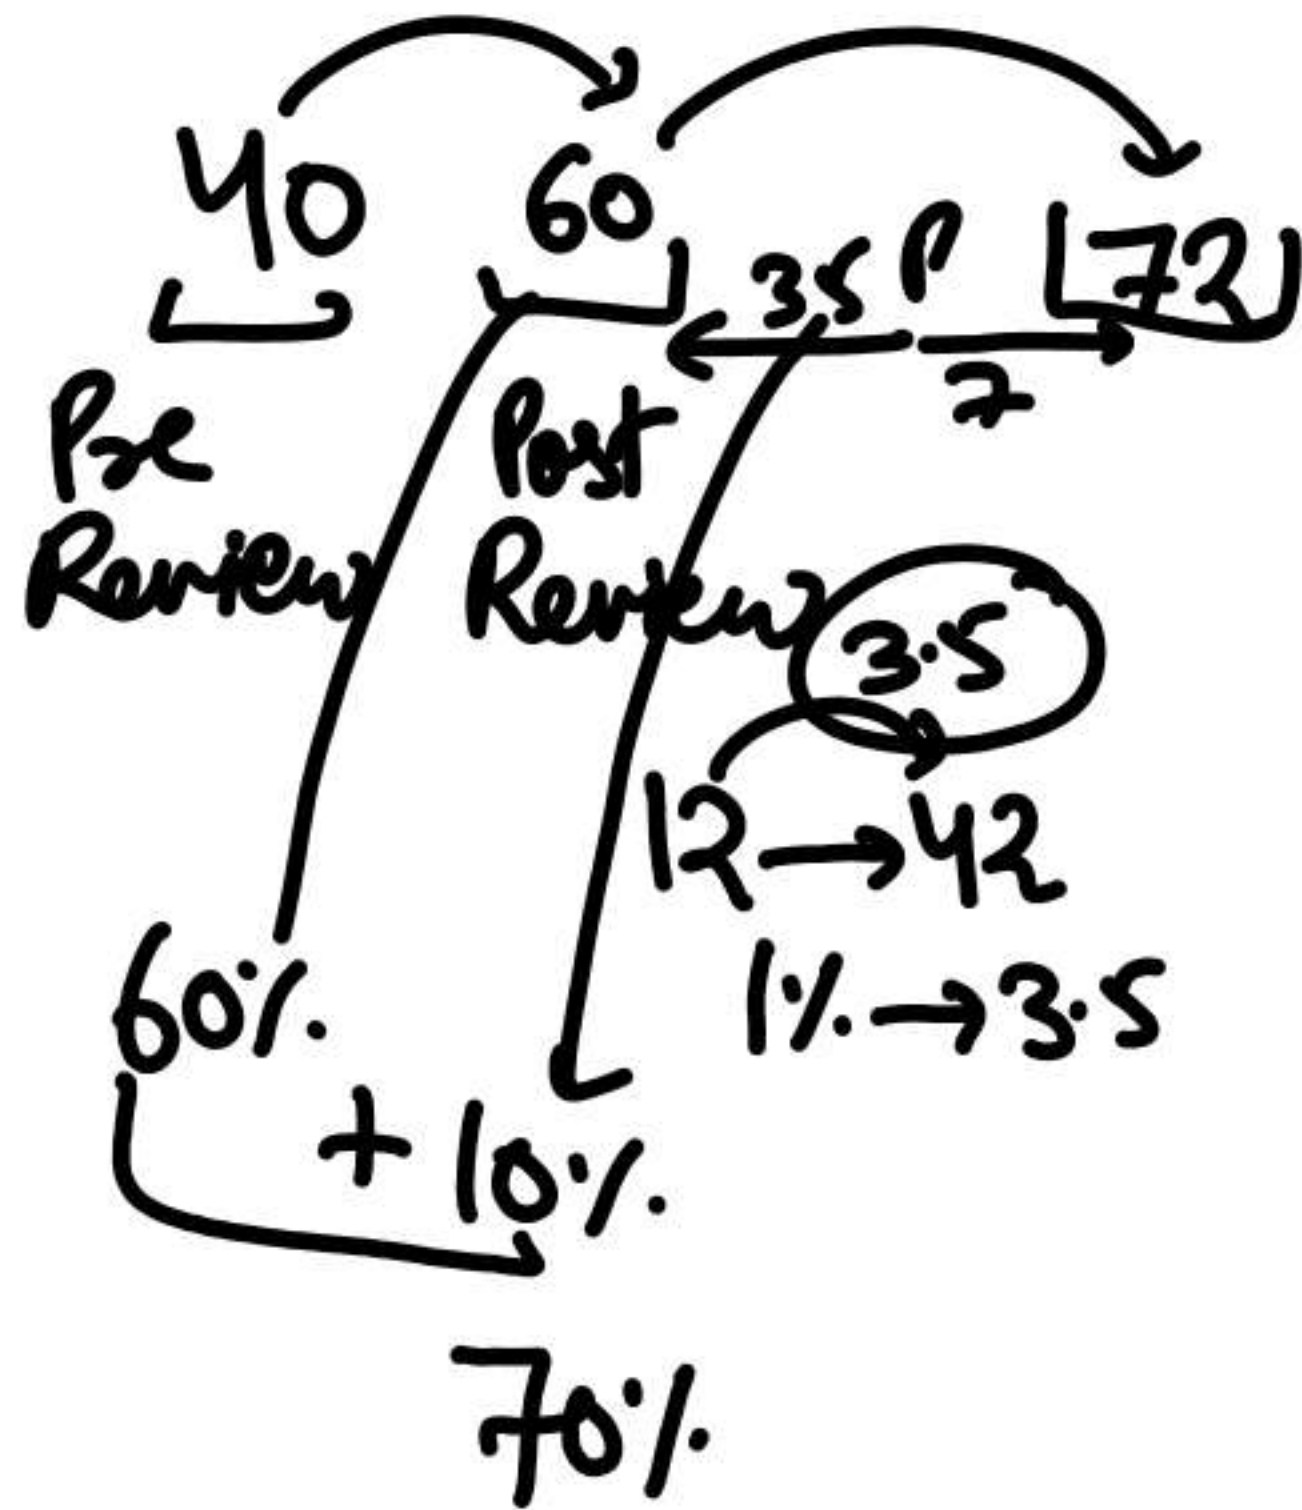 40 60 35 P 72
7
Pre Post
Review Review
3.5
12 → 42
60%. 1%. → 3.5
+ 10%.
70%.